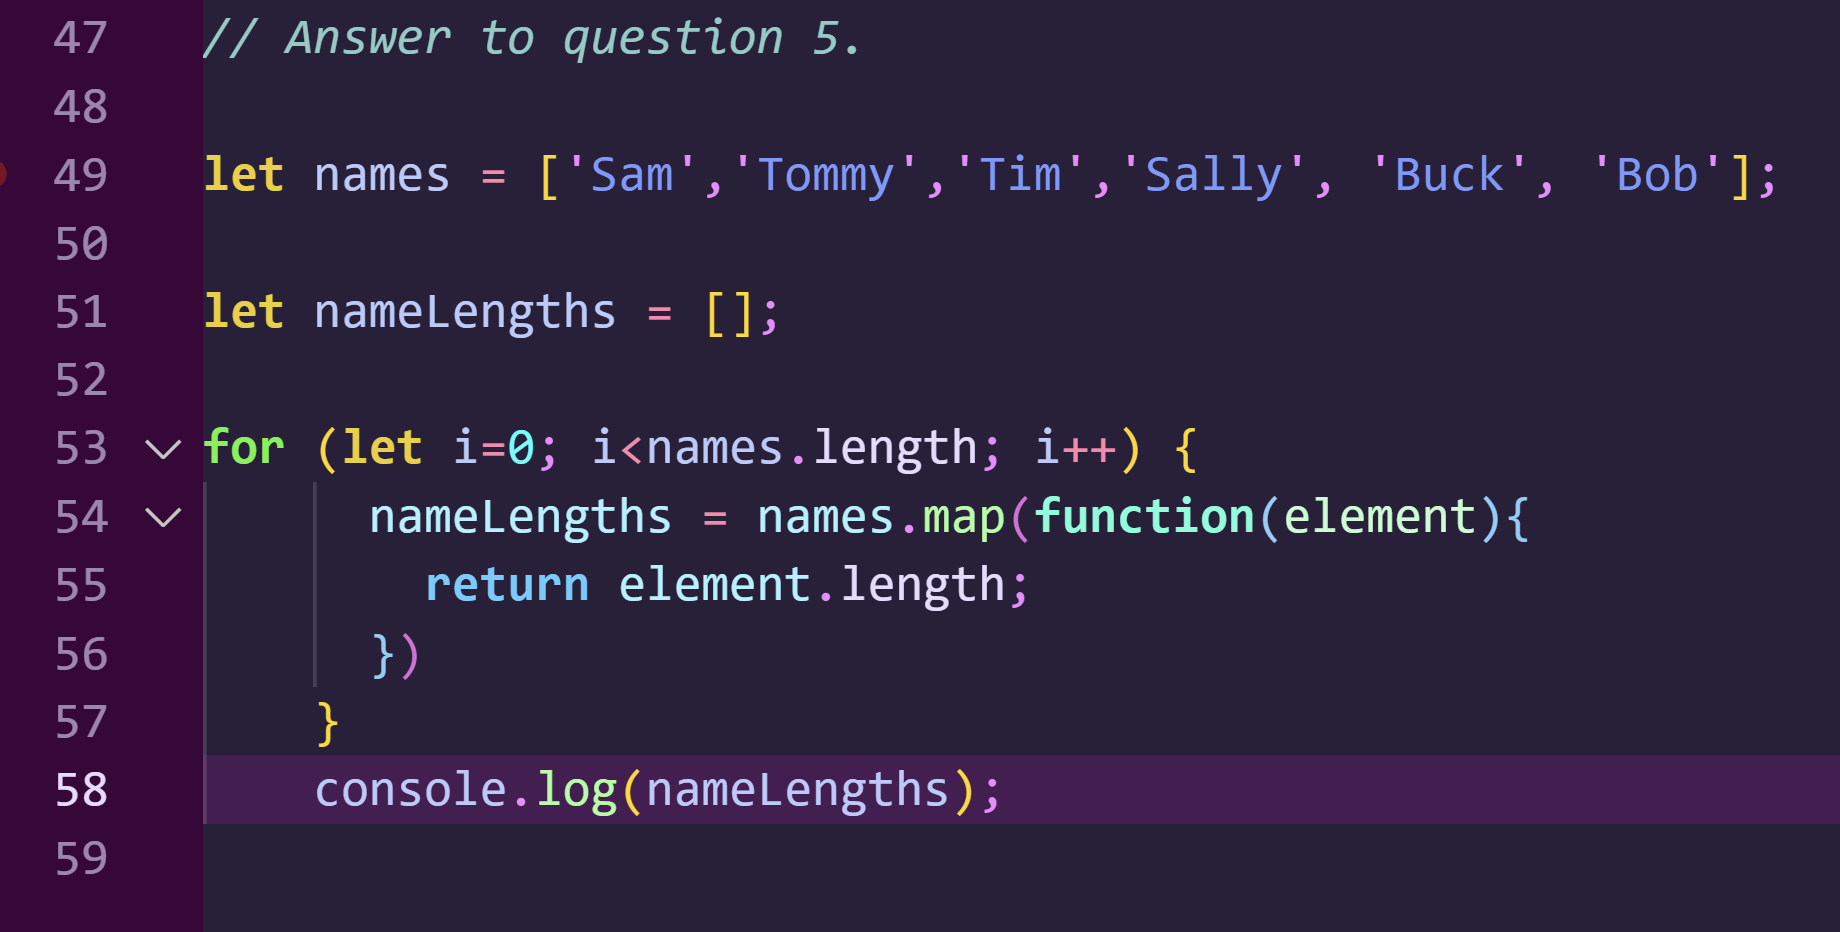 47 // Answer to question 5.
48
49 let names = ['Sam','Tommy','Tim','Sally', 'Buck', 'Bob'];
50
51 let nameLengths = [];
52
53 for (let i=0; i<names.length; i++) {
54       nameLengths = names.map(function(element){
55         return element.length;
56       })
57     }
58     console.log(nameLengths);
59